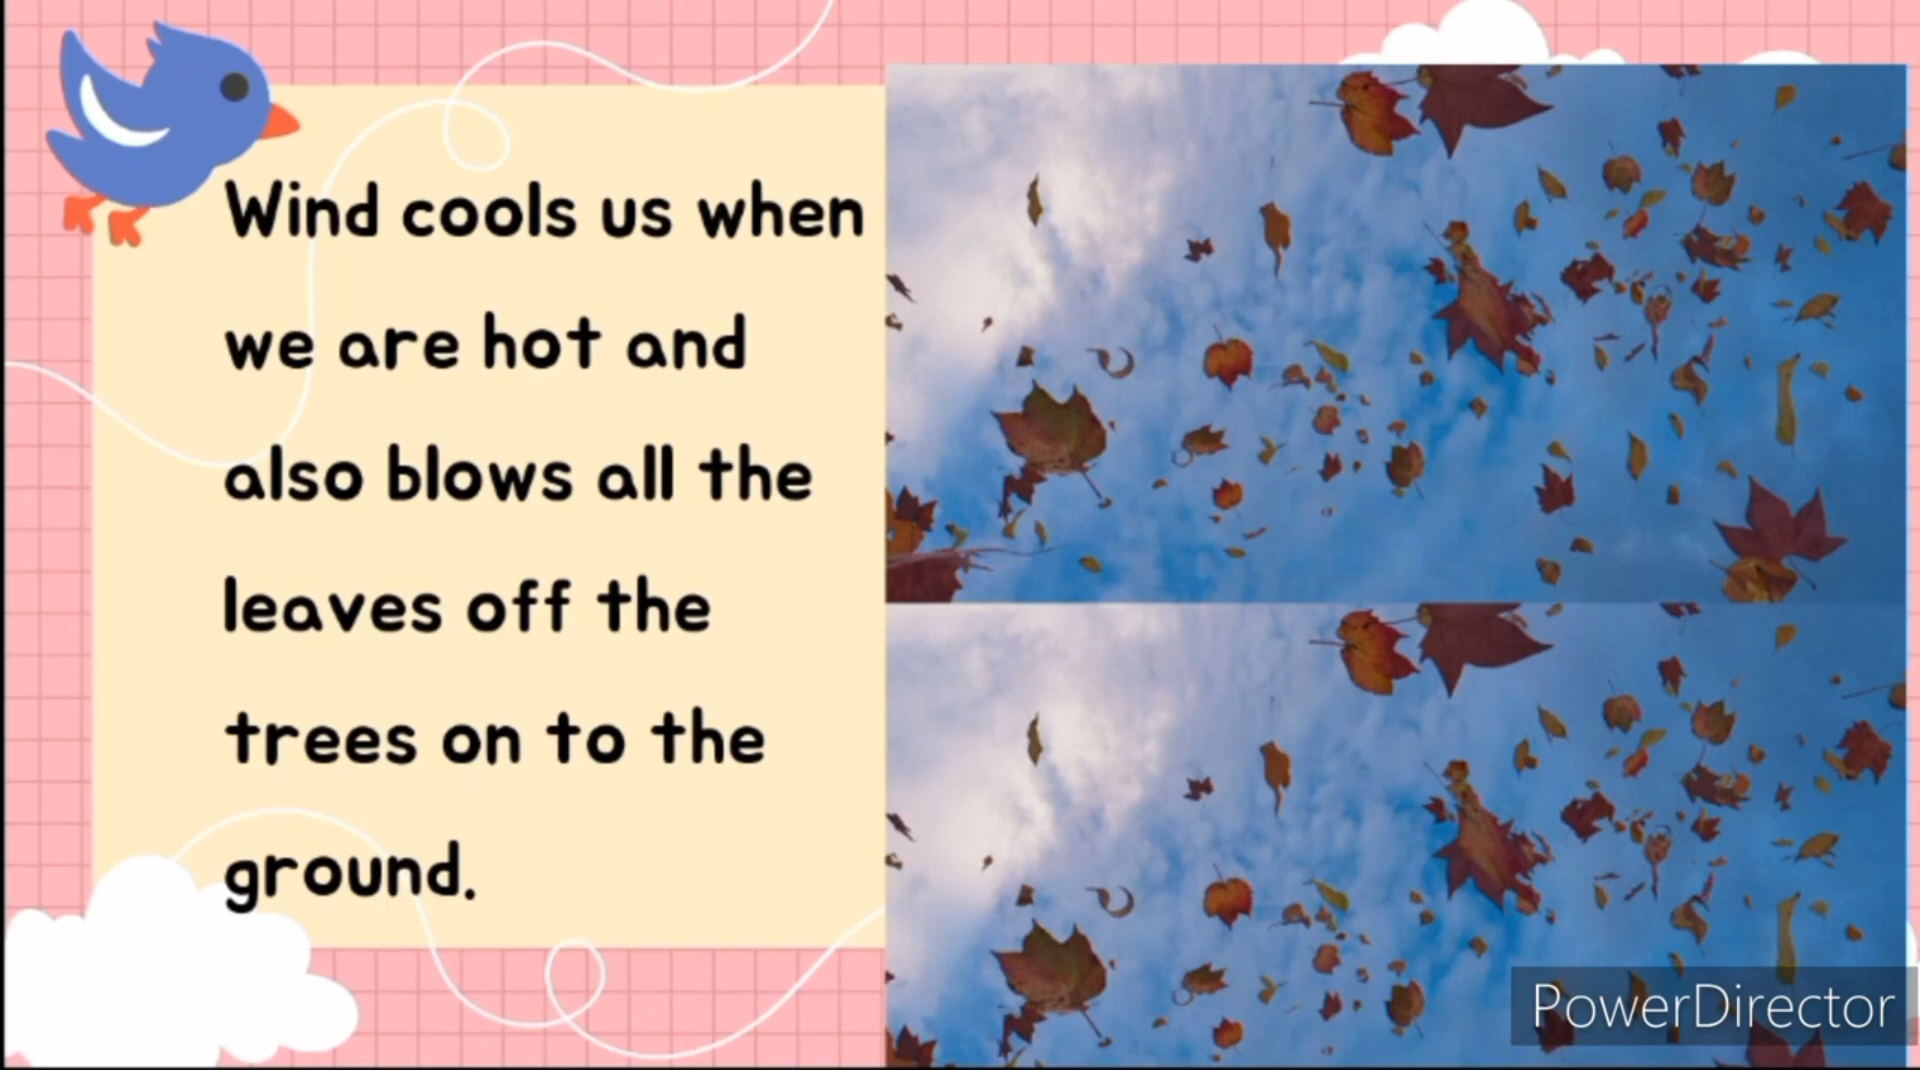 Wind cools us when
we are hot and
also blows all the
leaves off the
trees on to the
ground.
PowerDirector